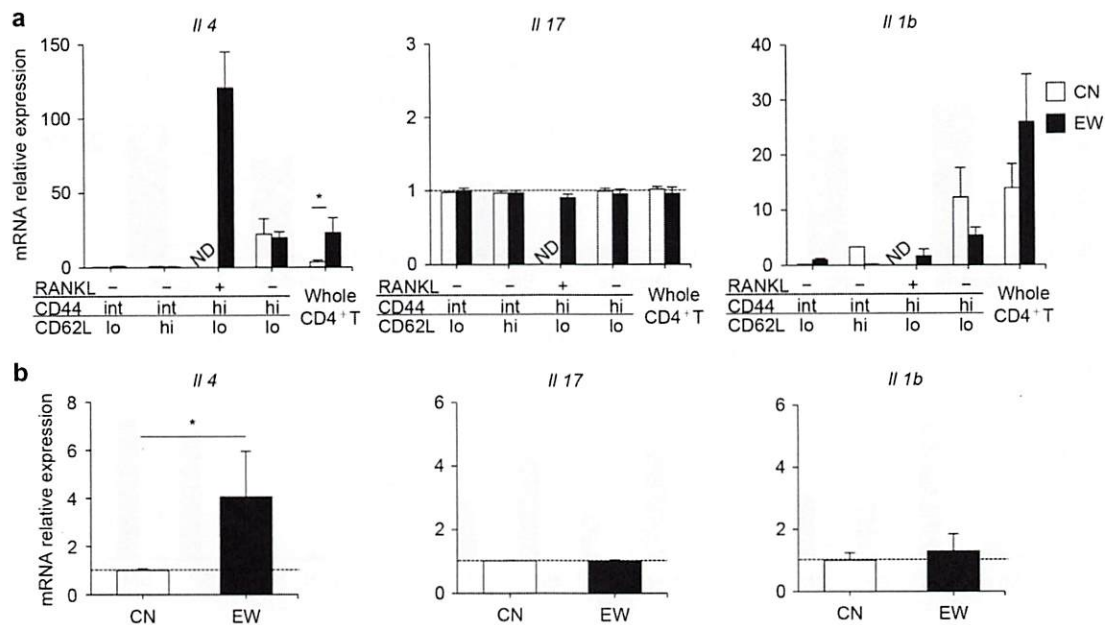 a
Il 4
Il 17
Il 1b
mRNA relative expression
150
100
50
0
ND
*
3
2
1
0
ND
40
30
20
10
0
ND
CN
EW
RANKL – – + –
CD44 int int hi hi
CD62L lo hi lo lo
Whole
CD4+T
RANKL – – + –
CD44 int int hi hi
CD62L lo hi lo lo
Whole
CD4+T
RANKL – – + –
CD44 int int hi hi
CD62L lo hi lo lo
Whole
CD4+T
b
Il 4
Il 17
Il 1b
mRNA relative expression
8
6
4
2
0
*
CN EW
6
4
2
0
CN EW
6
4
2
0
CN EW